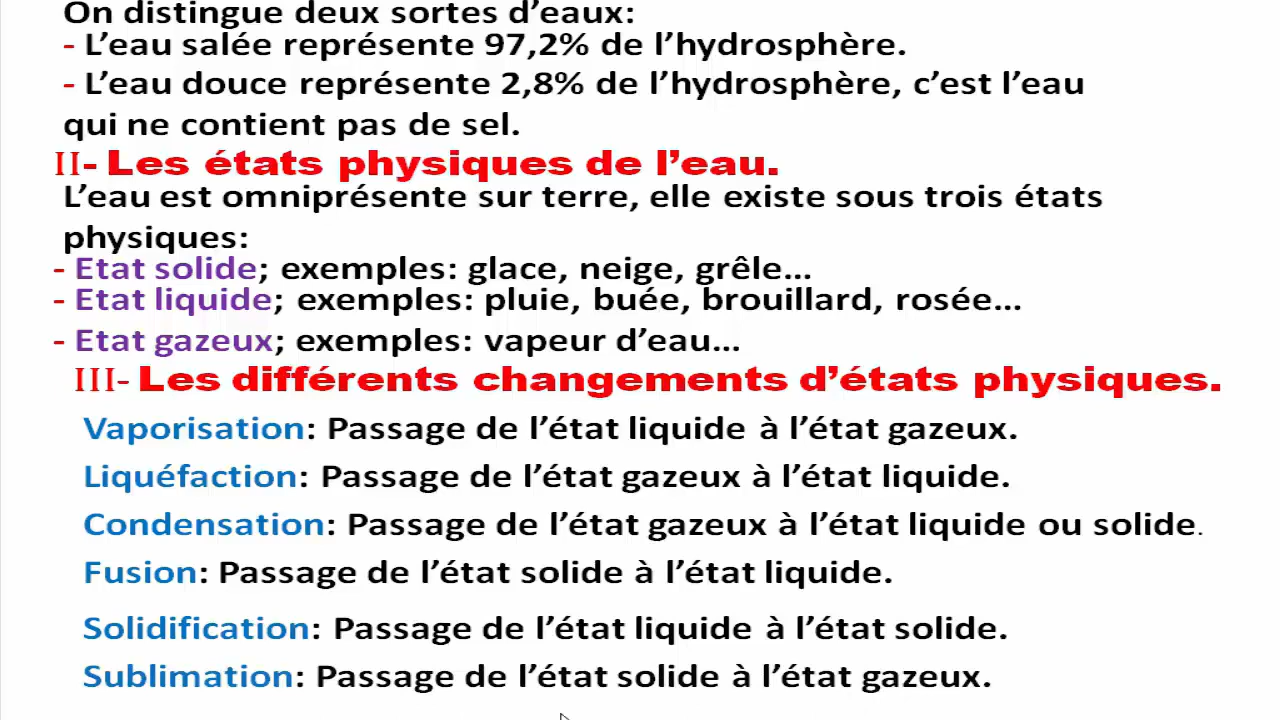 On distingue deux sortes d’eaux:
- L’eau salée représente 97,2% de l’hydrosphère.
- L’eau douce représente 2,8% de l’hydrosphère, c’est l’eau
qui ne contient pas de sel.
II- Les états physiques de l’eau.
L’eau est omniprésente sur terre, elle existe sous trois états
physiques:
- Etat solide; exemples: glace, neige, grêle…
- Etat liquide; exemples: pluie, buée, brouillard, rosée…
- Etat gazeux; exemples: vapeur d’eau…
III- Les différents changements d’états physiques.
Vaporisation: Passage de l’état liquide à l’état gazeux.
Liquéfaction: Passage de l’état gazeux à l’état liquide.
Condensation: Passage de l’état gazeux à l’état liquide ou solide.
Fusion: Passage de l’état solide à l’état liquide.
Solidification: Passage de l’état liquide à l’état solide.
Sublimation: Passage de l’état solide à l’état gazeux.